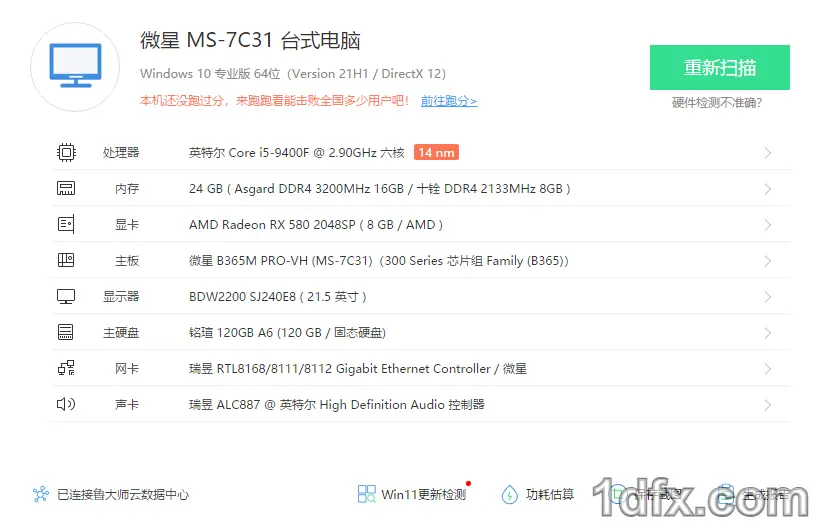 微星 MS-7C31 台式电脑
Windows 10 专业版 64位（Version 21H1 / DirectX 12）
本机还没跑过分，来跑跑看能击败全国多少用户吧！ 前往跑分>
重新扫描
硬件检测不准确?
处理器 英特尔 Core i5-9400F @ 2.90GHz 六核 14 nm
内存 24 GB ( Asgard DDR4 3200MHz 16GB / 十铨 DDR4 2133MHz 8GB )
显卡 AMD Radeon RX 580 2048SP ( 8 GB / AMD )
主板 微星 B365M PRO-VH (MS-7C31)（300 Series 芯片组 Family (B365)）
显示器 BDW2200 SJ240E8 ( 21.5 英寸 )
主硬盘 铭瑄 120GB A6 (120 GB / 固态硬盘)
网卡 瑞昱 RTL8168/8111/8112 Gigabit Ethernet Controller / 微星
声卡 瑞昱 ALC887 @ 英特尔 High Definition Audio 控制器
已连接鲁大师云数据中心 Win11更新检测 功耗估算 保存截图 生成报告
1dfx.com